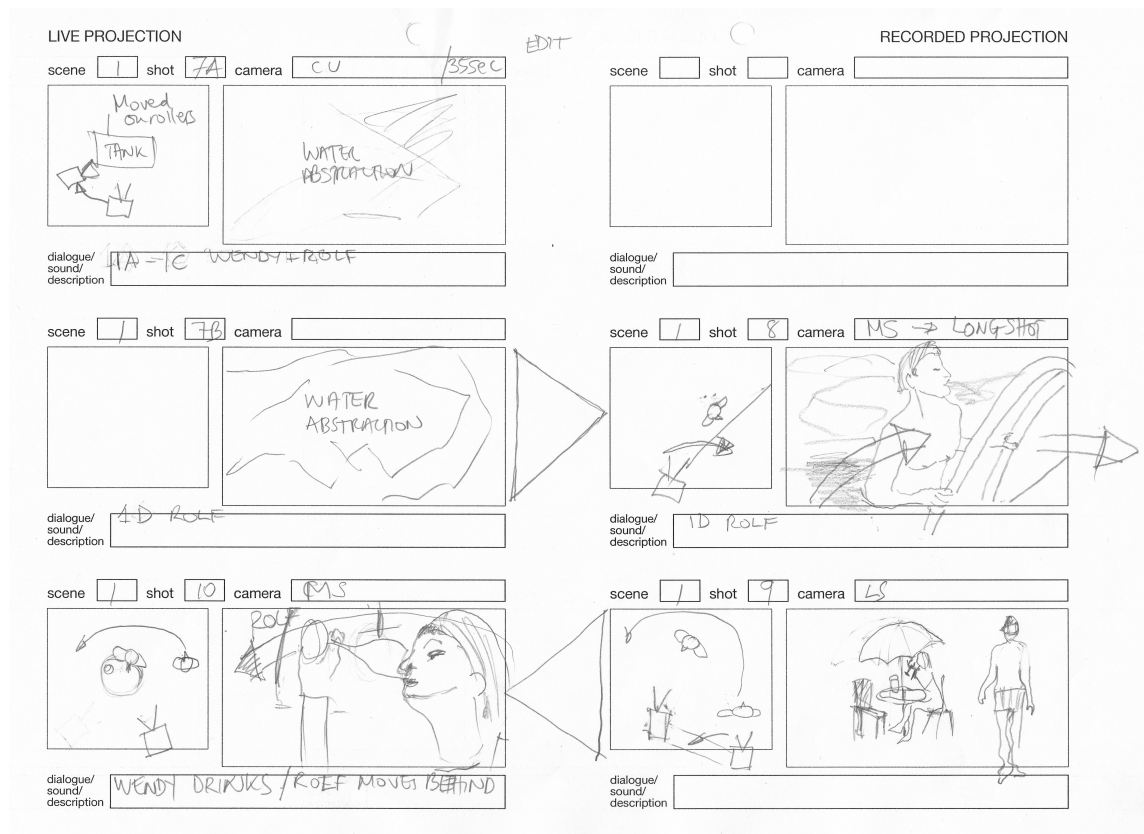 LIVE PROJECTION
EDIT
RECORDED PROJECTION
scene 1 shot 7A camera CU /35SEC
Moved
on rollers
TANK
WATER
ABSTRACTION
dialogue/
sound/
description
1A - 1C WENDY + ROLF
scene shot camera
dialogue/
sound/
description
scene 1 shot 7B camera
WATER
ABSTRACTION
dialogue/
sound/
description
1D ROLF
scene 1 shot 8 camera MS → LONGSHOT
dialogue/
sound/
description
1D ROLF
scene 1 shot 10 camera MS
ROLF
dialogue/
sound/
description
WENDY DRINKS / ROLF MOVES BEHIND
scene 1 shot 9 camera LS
dialogue/
sound/
description